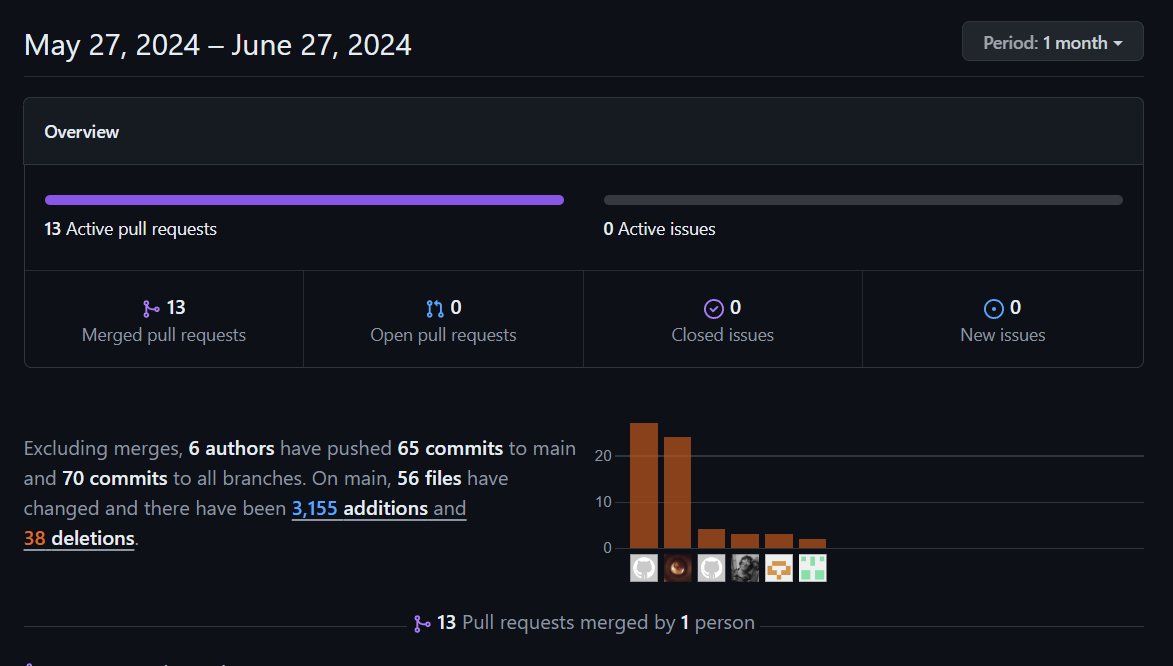 May 27, 2024 – June 27, 2024
Period: 1 month
Overview
13 Active pull requests
0 Active issues
13
Merged pull requests
0
Open pull requests
0
Closed issues
0
New issues
Excluding merges, 6 authors have pushed 65 commits to main
and 70 commits to all branches. On main, 56 files have
changed and there have been 3,155 additions and
38 deletions.
20
10
0
13 Pull requests merged by 1 person